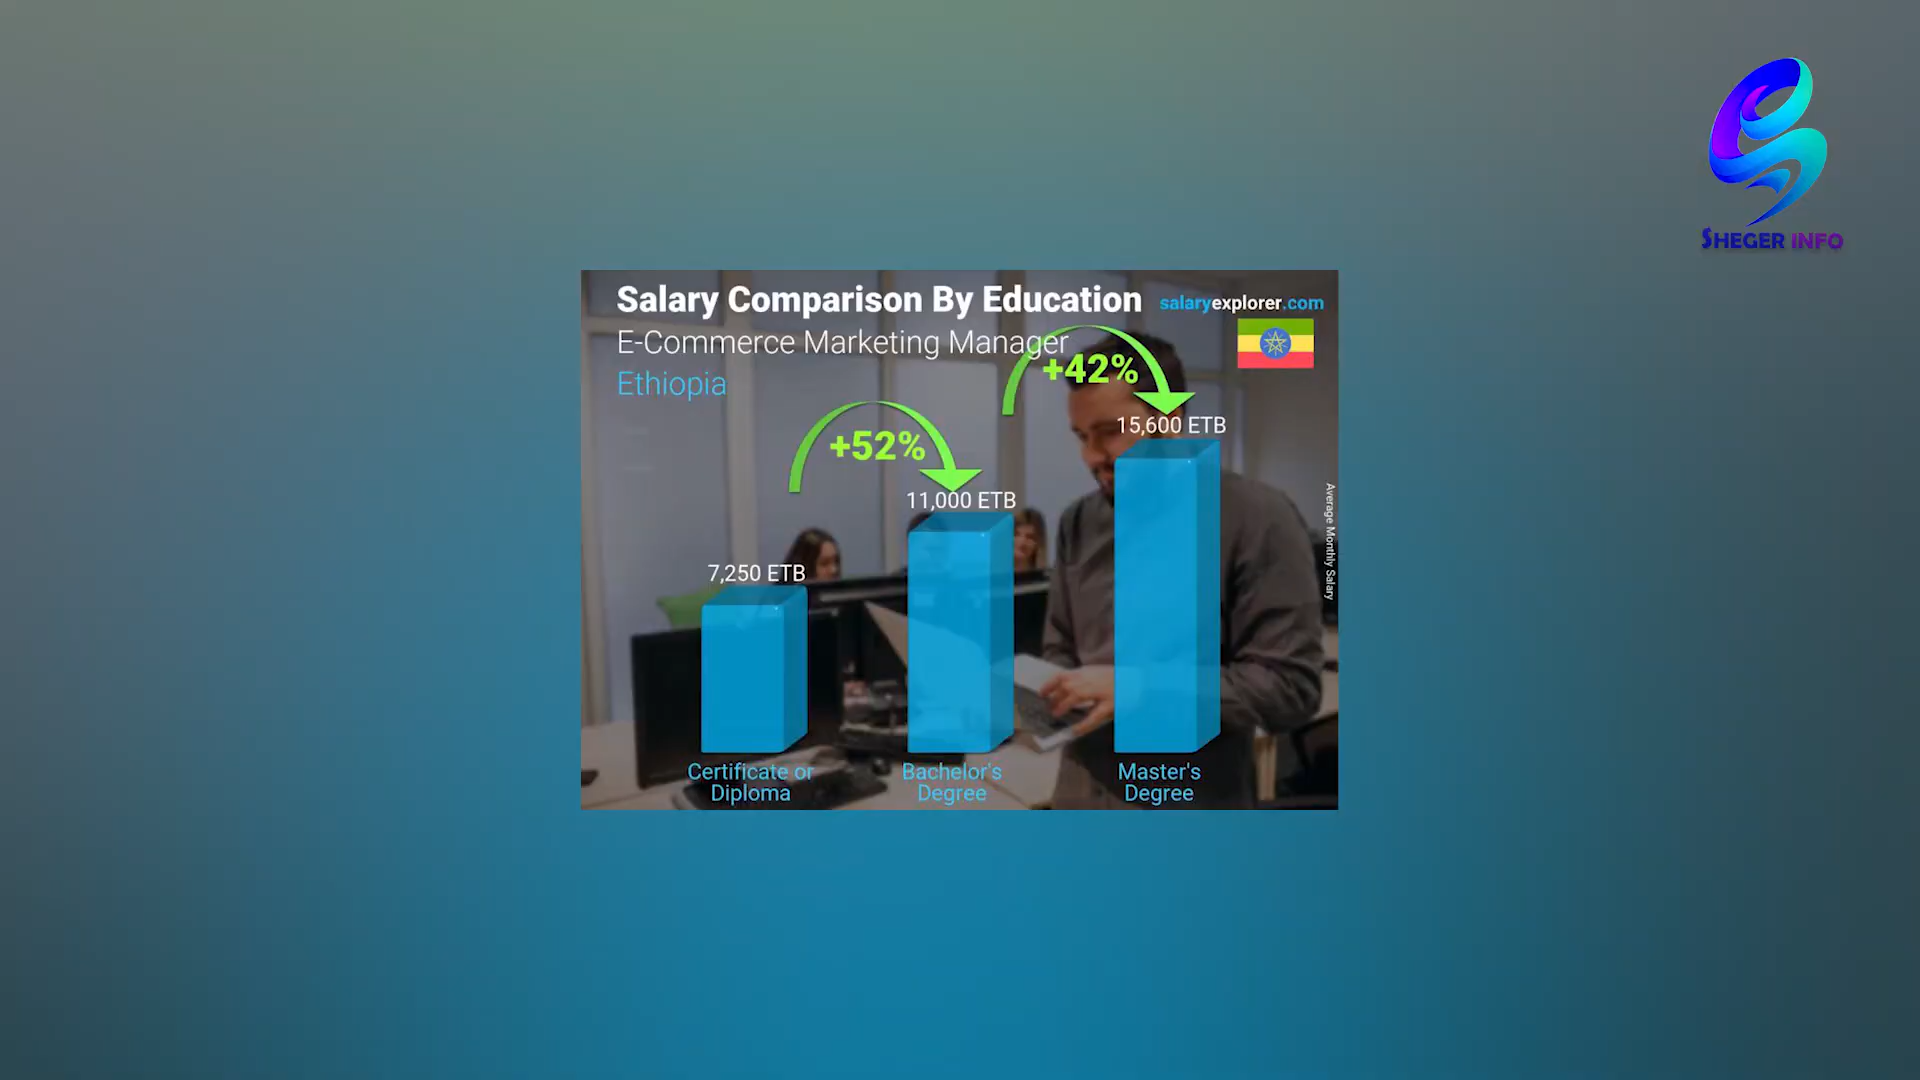 SHEGER INFO
Salary Comparison By Education
salaryexplorer.com
E-Commerce Marketing Manager
Ethiopia
+42%
15,600 ETB
+52%
11,000 ETB
7,250 ETB
Average Monthly Salary
Certificate or
Diploma
Bachelor's
Degree
Master's
Degree